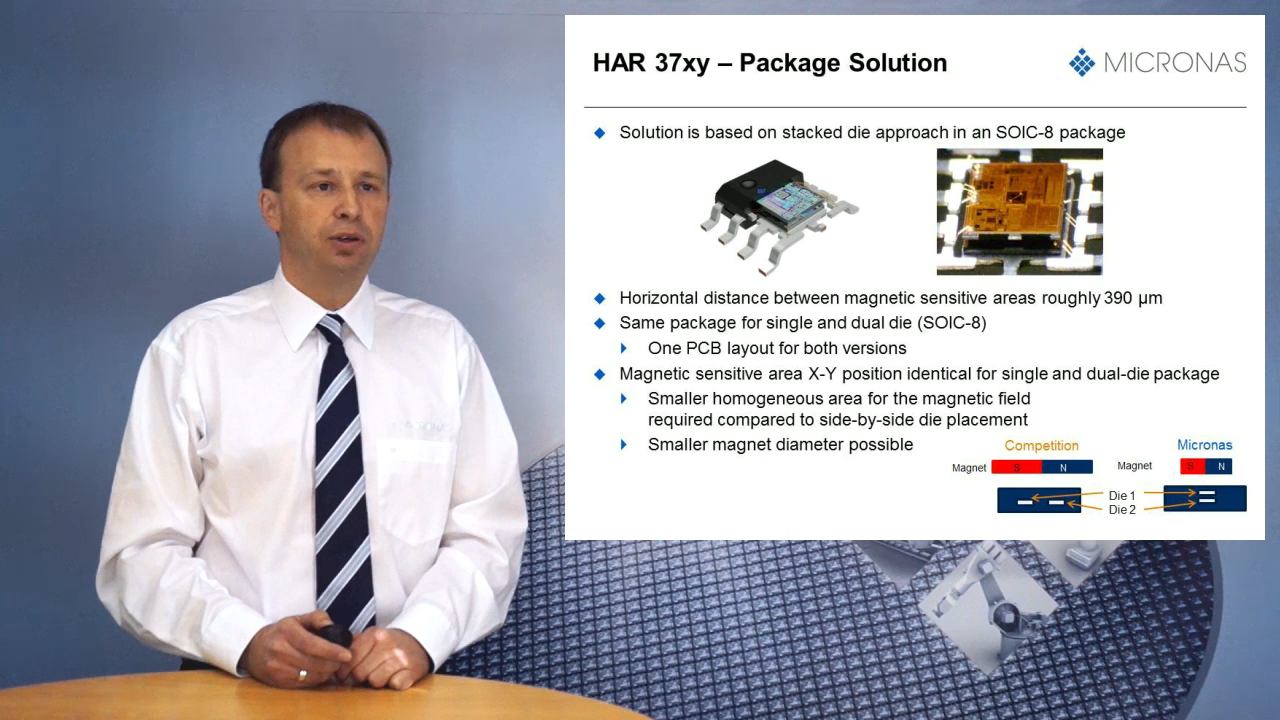 HAR 37xy – Package Solution
MICRONAS
Solution is based on stacked die approach in an SOIC-8 package
Horizontal distance between magnetic sensitive areas roughly 390 µm
Same package for single and dual die (SOIC-8)
One PCB layout for both versions
Magnetic sensitive area X-Y position identical for single and dual-die package
Smaller homogeneous area for the magnetic field
required compared to side-by-side die placement
Smaller magnet diameter possible
Competition
Micronas
Magnet
S
N
Magnet
S
N
Die 1
Die 2
MICRONAS